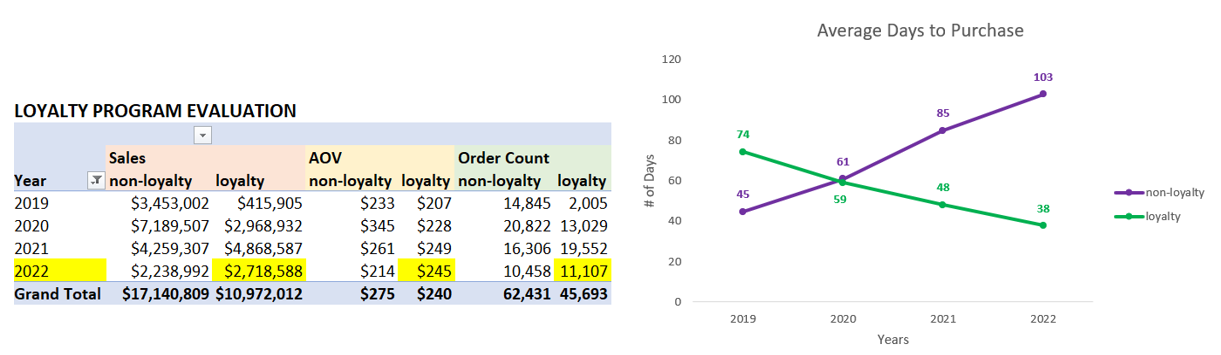 LOYALTY PROGRAM EVALUATION
Sales AOV Order Count
Year non-loyalty loyalty non-loyalty loyalty non-loyalty loyalty
2019 $3,453,002 $415,905 $233 $207 14,845 2,005
2020 $7,189,507 $2,968,932 $345 $228 20,822 13,029
2021 $4,259,307 $4,868,587 $261 $249 16,306 19,552
2022 $2,238,992 $2,718,588 $214 $245 10,458 11,107
Grand Total $17,140,809 $10,972,012 $275 $240 62,431 45,693
Average Days to Purchase
# of Days
120
100
80
60
40
20
0
74
45
61
59
85
48
103
38
2019 2020 2021 2022
Years
non-loyalty
loyalty